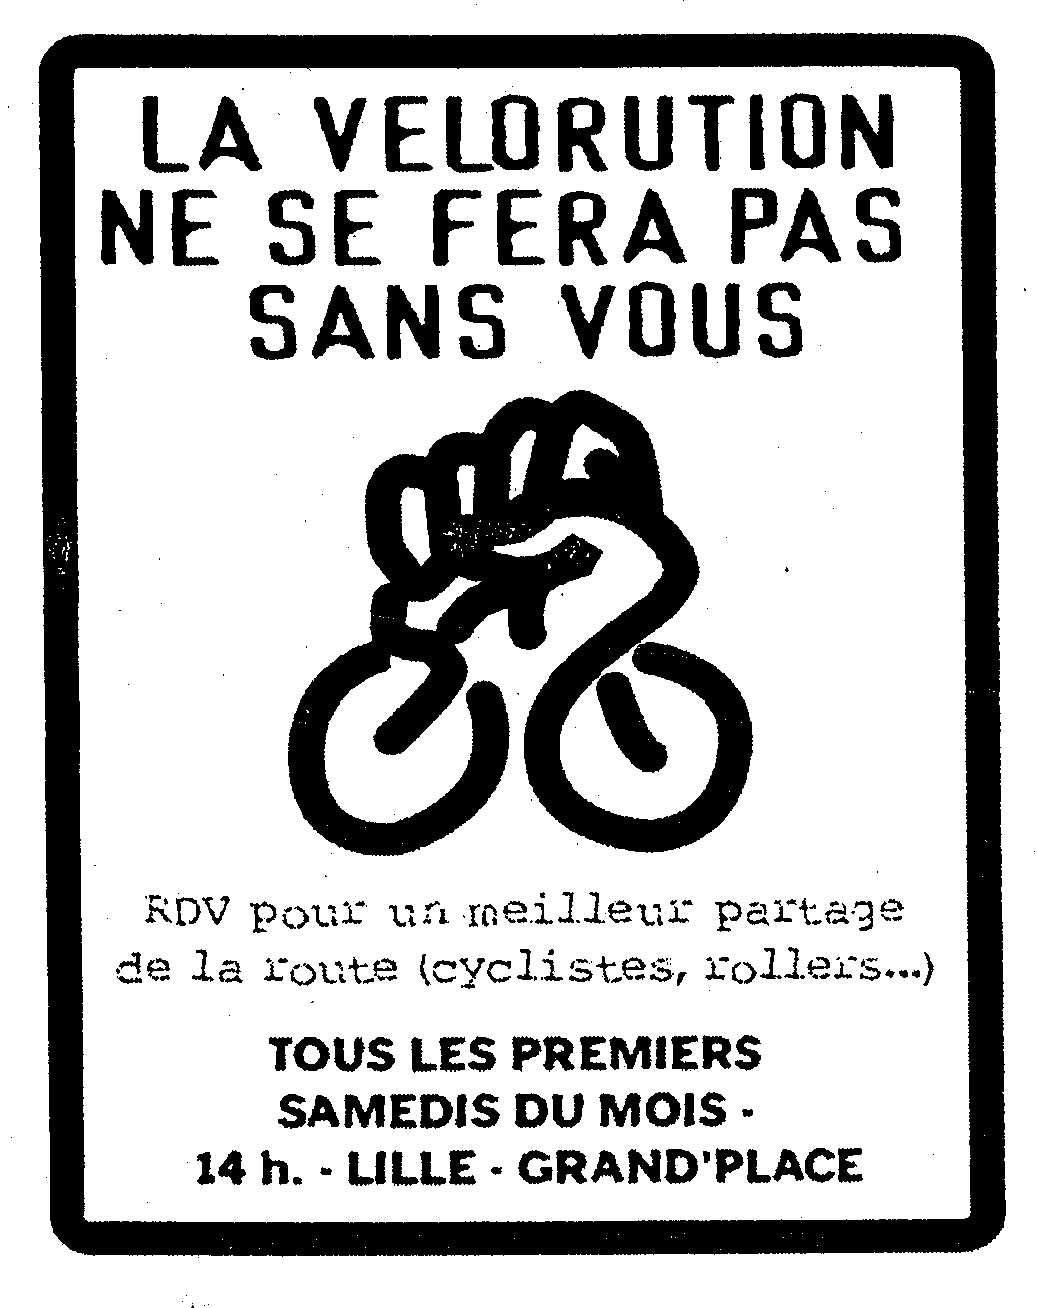 LA VELORUTION
NE SE FERA PAS
SANS VOUS
RDV pour un meilleur partage
de la route (cyclistes, rollers...)
TOUS LES PREMIERS
SAMEDIS DU MOIS -
14 h. - LILLE - GRAND'PLACE